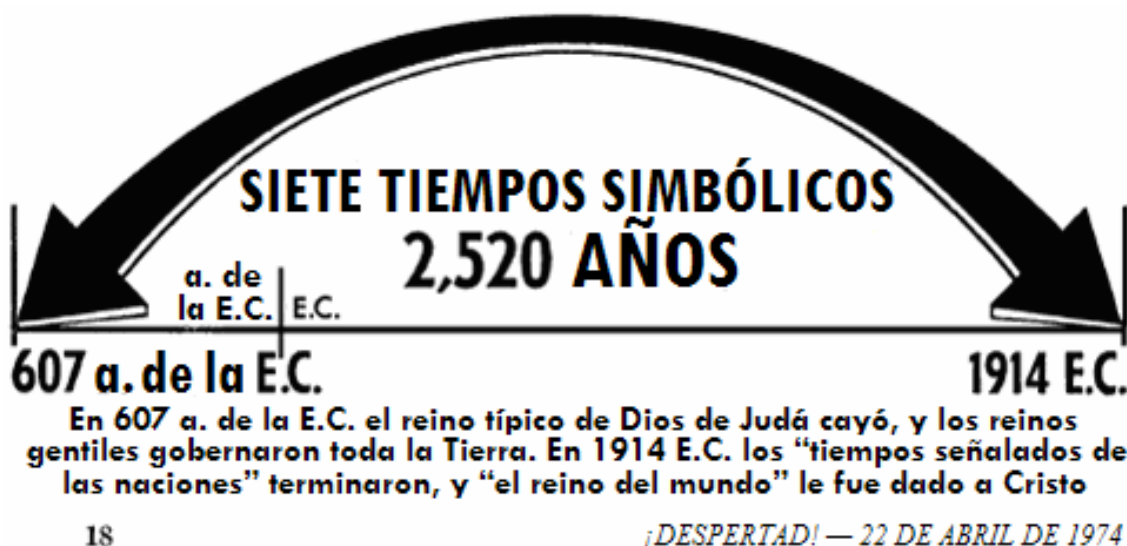 SIETE TIEMPOS SIMBÓLICOS
2,520 AÑOS
a. de
la E.C. E.C.
607 a. de la E.C. 1914 E.C.
En 607 a. de la E.C. el reino típico de Dios de Judá cayó, y los reinos
gentiles gobernaron toda la Tierra. En 1914 E.C. los “tiempos señalados de
las naciones” terminaron, y “el reino del mundo” le fue dado a Cristo
18 ¡DESPERTAD! — 22 DE ABRIL DE 1974